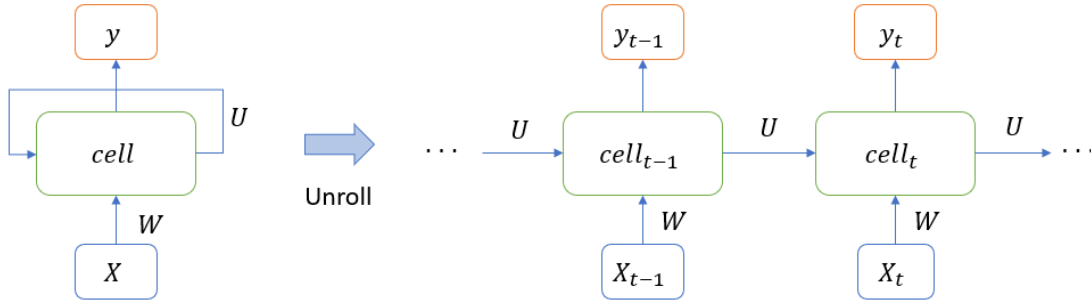 y
y_{t-1}
y_t
U
cell
Unroll
...
U
cell_{t-1}
U
cell_t
U
...
W
W
W
X
X_{t-1}
X_t